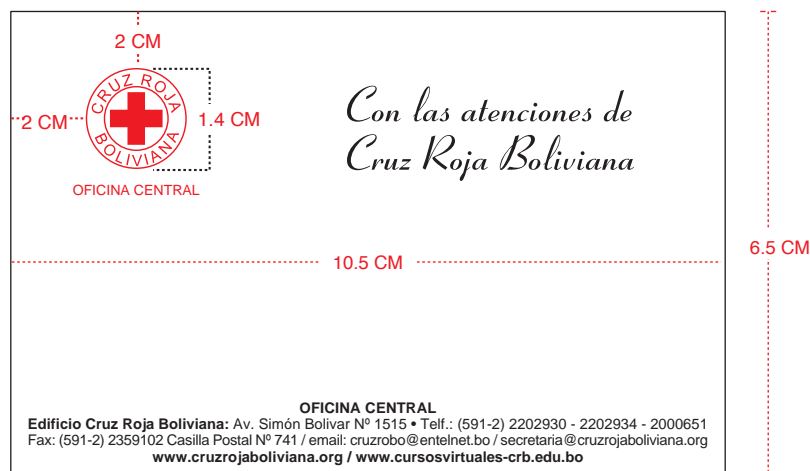 2 CM
CRUZ ROJA
BOLIVIANA
2 CM
1.4 CM
OFICINA CENTRAL
Con las atenciones de
Cruz Roja Boliviana
10.5 CM
6.5 CM
OFICINA CENTRAL
Edificio Cruz Roja Boliviana: Av. Simón Bolivar Nº 1515 • Telf.: (591-2) 2202930 - 2202934 - 2000651
Fax: (591-2) 2359102 Casilla Postal Nº 741 / email: cruzrobo@entelnet.bo / secretaria@cruzrojaboliviana.org
www.cruzrojaboliviana.org / www.cursosvirtuales-crb.edu.bo